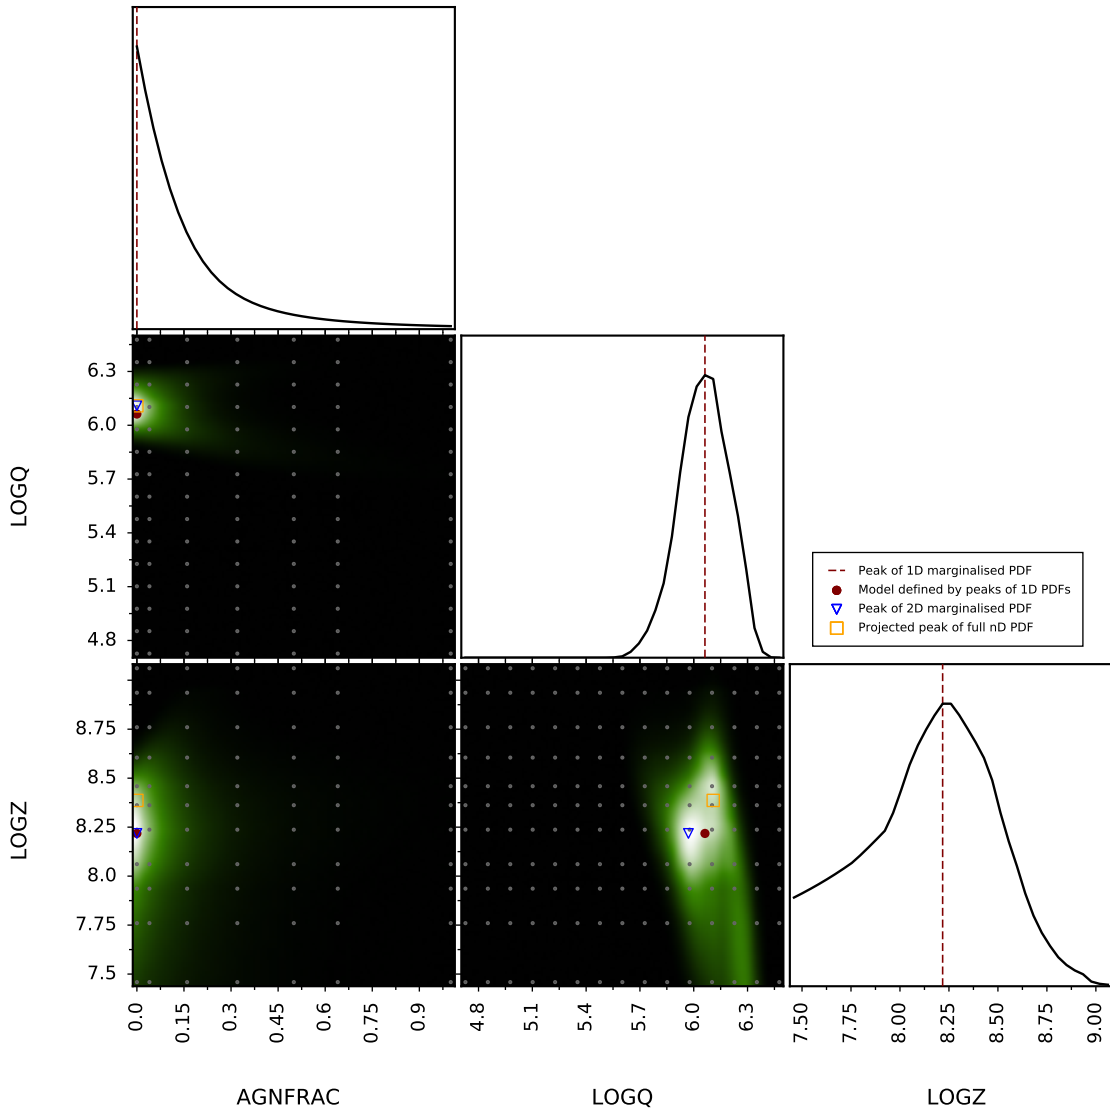 6.3
6.0
5.7
5.4
5.1
4.8
LOGQ
Peak of 1D marginalised PDF
Model defined by peaks of 1D PDFs
Peak of 2D marginalised PDF
Projected peak of full nD PDF
8.75
8.5
8.25
8.0
7.75
7.5
LOGZ
0.0 0.15 0.3 0.45 0.6 0.75 0.9
4.8 5.1 5.4 5.7 6.0 6.3
7.50 7.75 8.00 8.25 8.50 8.75 9.00
AGNFRAC LOGQ LOGZ